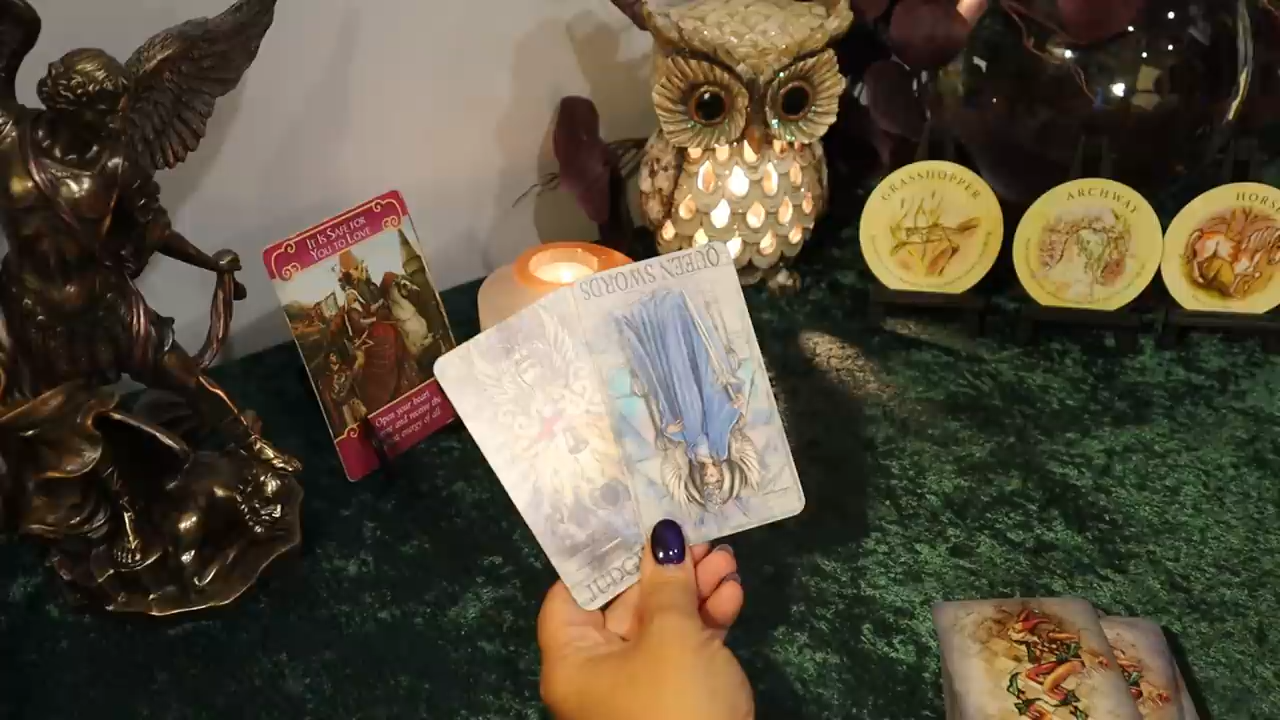 IT IS SAFE FOR
YOU TO LOVE
Open your heart
and receive the
energy of all
QUEEN SWORDS
GRASSHOPPER
ARCHWAY
HORS